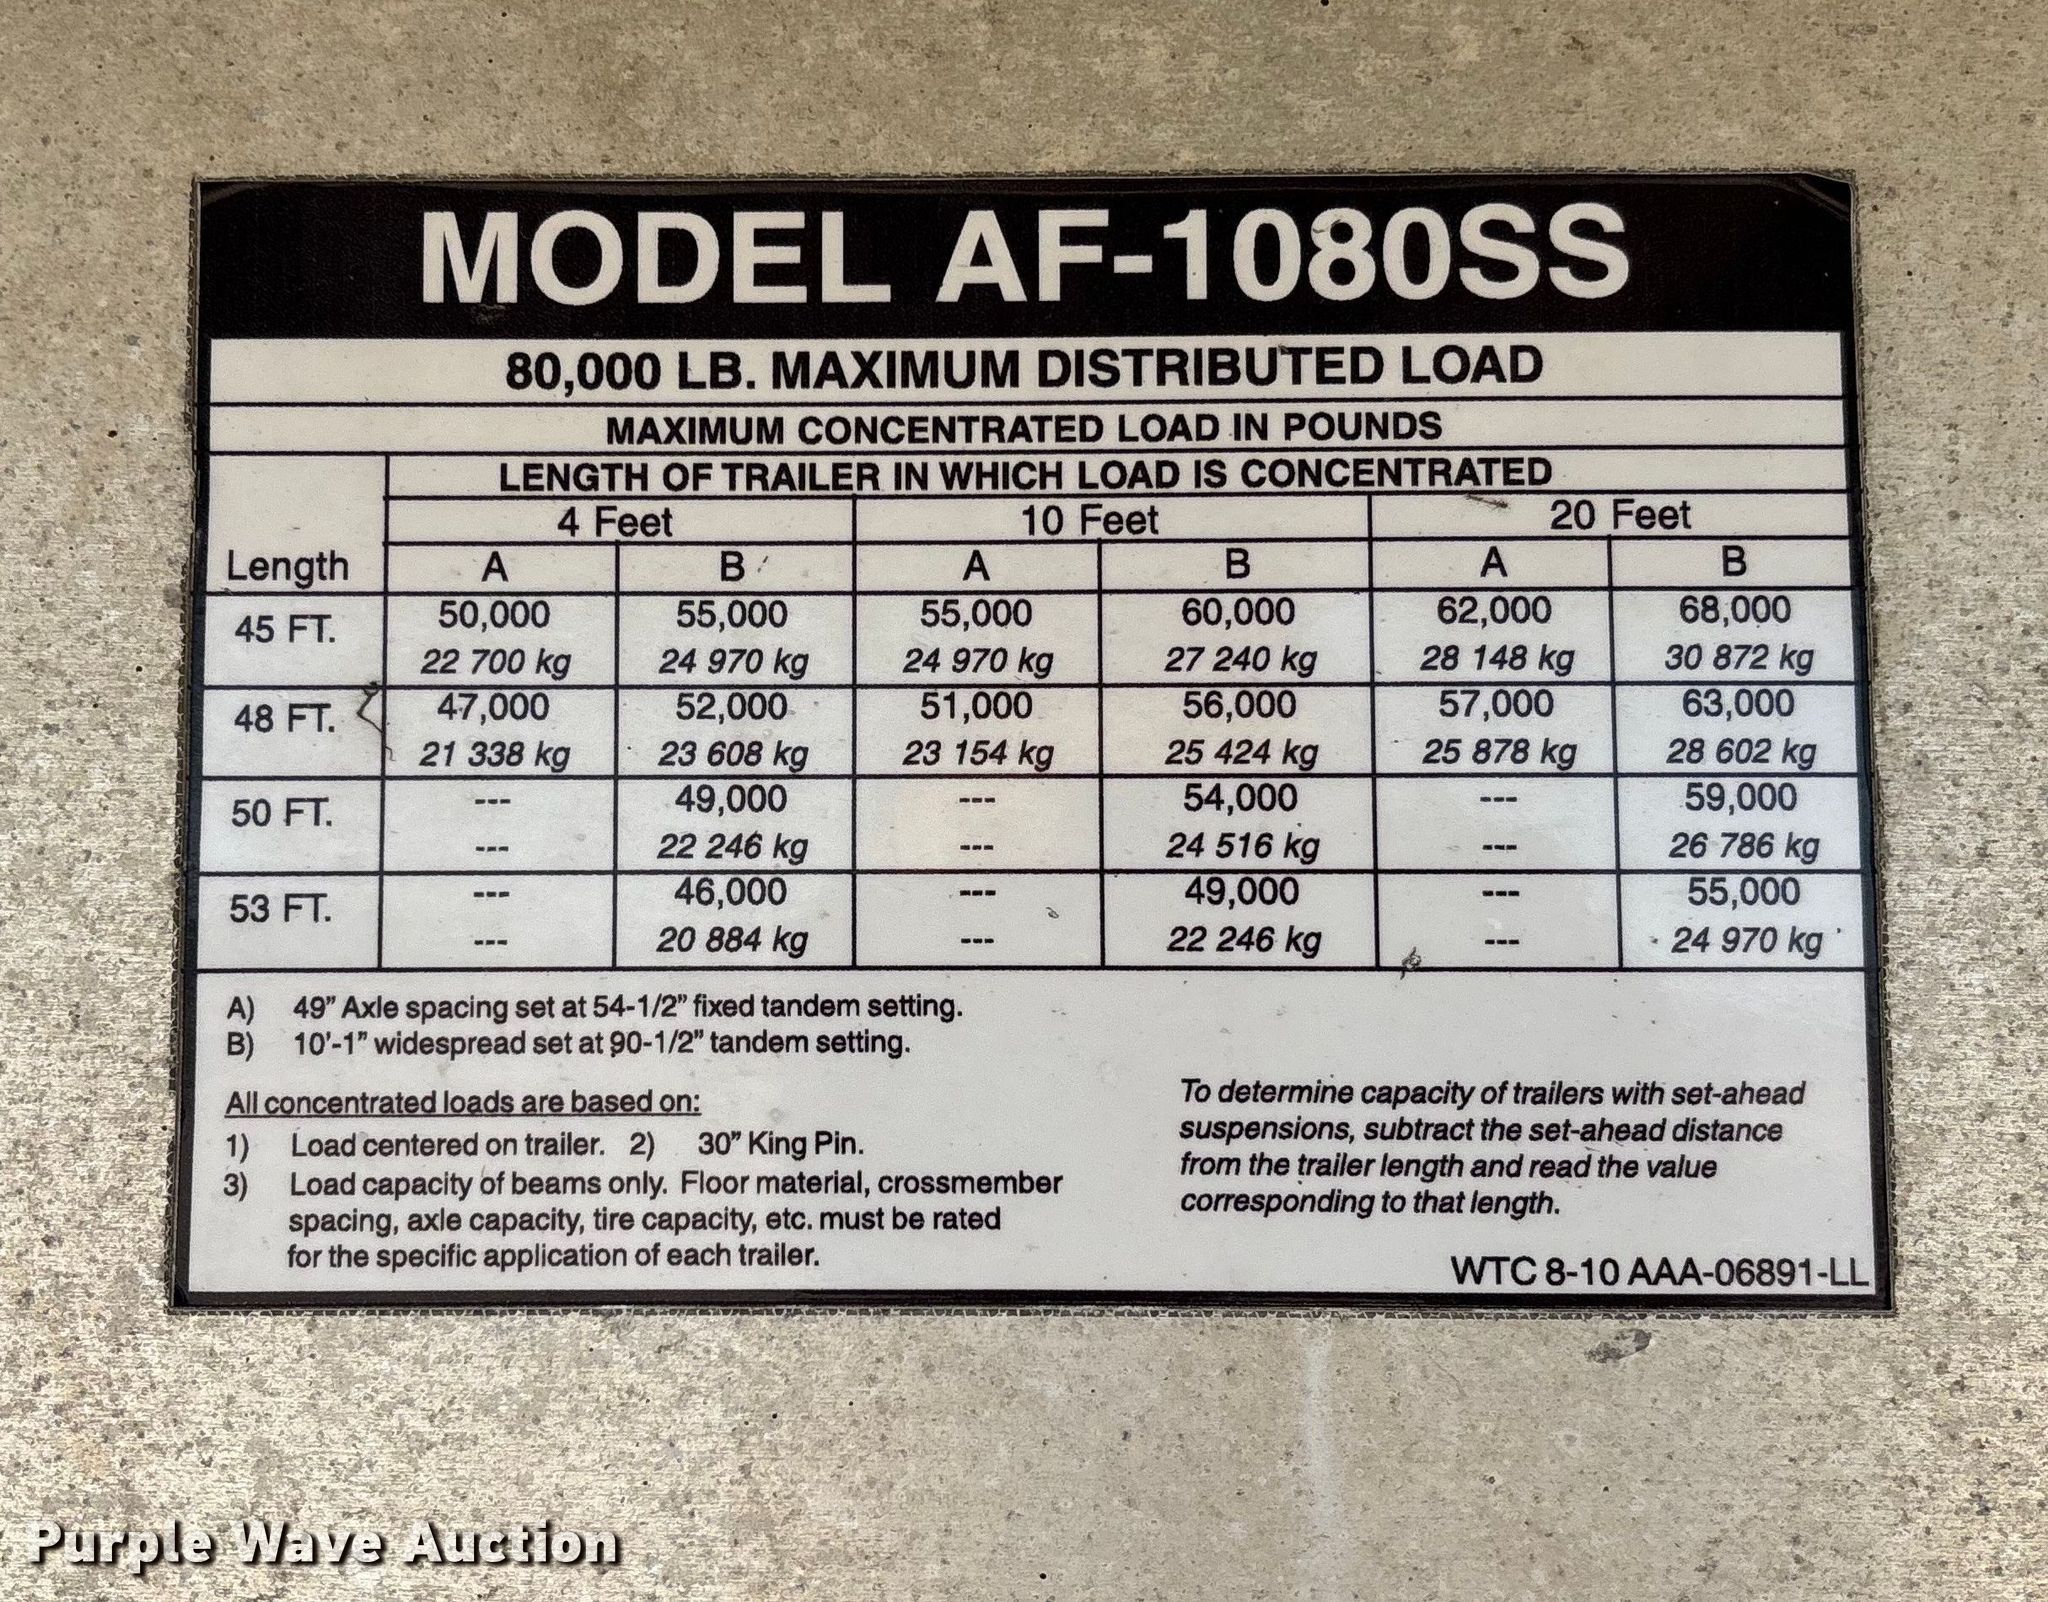 MODEL AF-1080SS
80,000 LB. MAXIMUM DISTRIBUTED LOAD
MAXIMUM CONCENTRATED LOAD IN POUNDS
LENGTH OF TRAILER IN WHICH LOAD IS CONCENTRATED
4 Feet 10 Feet 20 Feet
Length A B A B A B
45 FT. 50,000 55,000 55,000 60,000 62,000 68,000
22 700 kg 24 970 kg 24 970 kg 27 240 kg 28 148 kg 30 872 kg
48 FT. 47,000 52,000 51,000 56,000 57,000 63,000
21 338 kg 23 608 kg 23 154 kg 25 424 kg 25 878 kg 28 602 kg
50 FT. --- 49,000 --- 54,000 --- 59,000
--- 22 246 kg --- 24 516 kg --- 26 786 kg
53 FT. --- 46,000 --- 49,000 --- 55,000
--- 20 884 kg --- 22 246 kg --- 24 970 kg
A) 49" Axle spacing set at 54-1/2" fixed tandem setting.
B) 10'-1" widespread set at 90-1/2" tandem setting.
All concentrated loads are based on:
1) Load centered on trailer. 2) 30" King Pin.
3) Load capacity of beams only. Floor material, crossmember
spacing, axle capacity, tire capacity, etc. must be rated
for the specific application of each trailer.
To determine capacity of trailers with set-ahead
suspensions, subtract the set-ahead distance
from the trailer length and read the value
corresponding to that length.
WTC 8-10 AAA-06891-LL
Purple Wave Auction